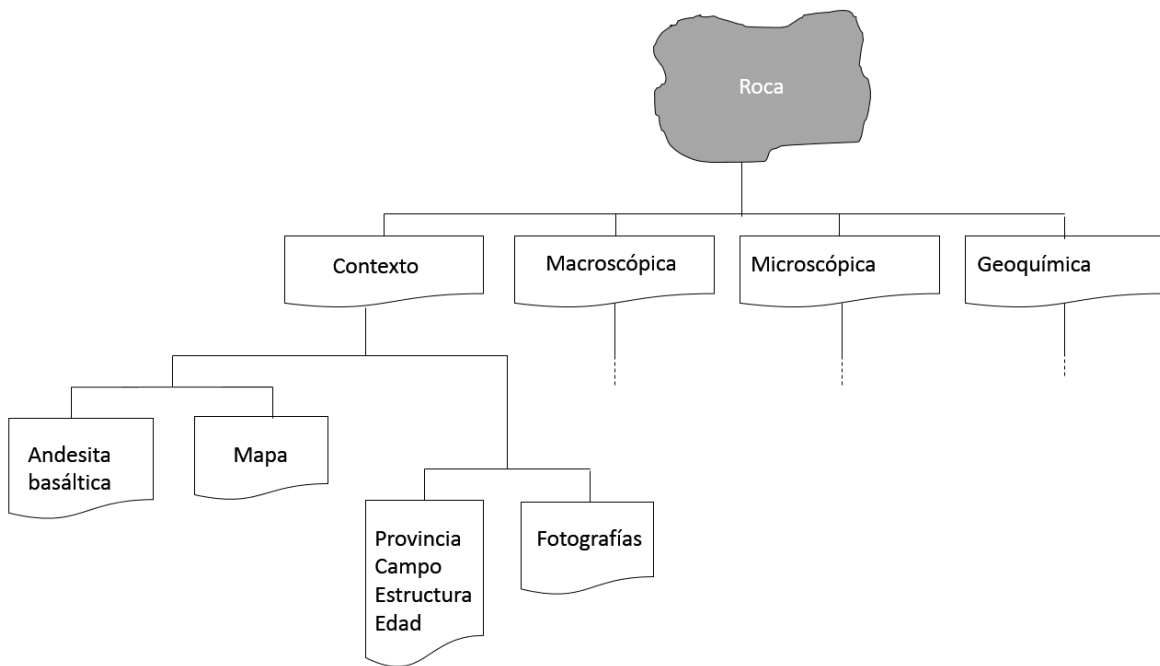 Roca
Contexto
Macroscópica
Microscópica
Geoquímica
Andesita
basáltica
Mapa
Provincia
Campo
Estructura
Edad
Fotografías